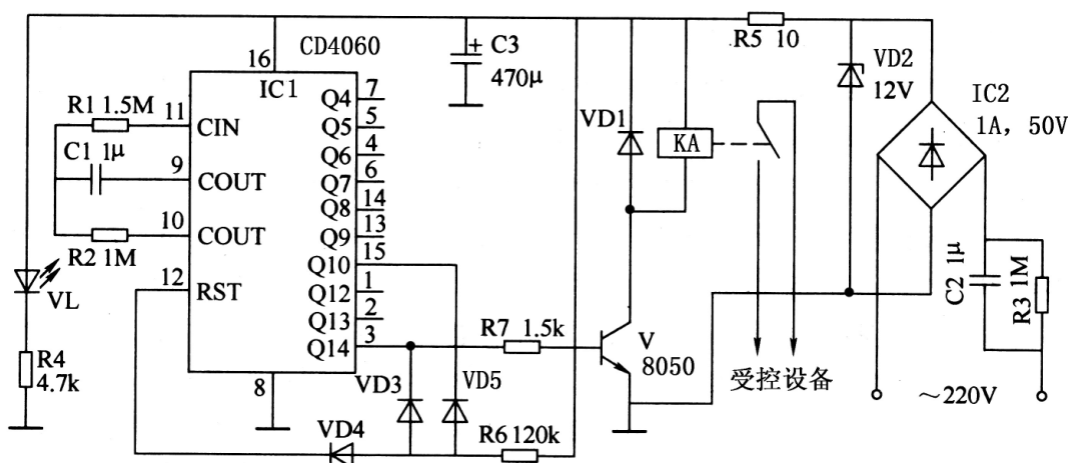 CD4060
16
IC1
C3
470μ
R5 10
VD2
12V
IC2
1A, 50V
R1 1.5M
11
CIN
C1 1μ
9
COUT
10
COUT
R2 1M
12
RST
VL
R4
4.7k
8
Q4 7
Q5 5
Q6 4
Q7 6
Q8 14
Q9 13
Q10 15
Q12 1
Q13 2
Q14 3
VD1
KA
R7 1.5k
V
8050
VD3
VD5
VD4
R6 120k
受控设备
C2 1μ
R3 1M
～220V